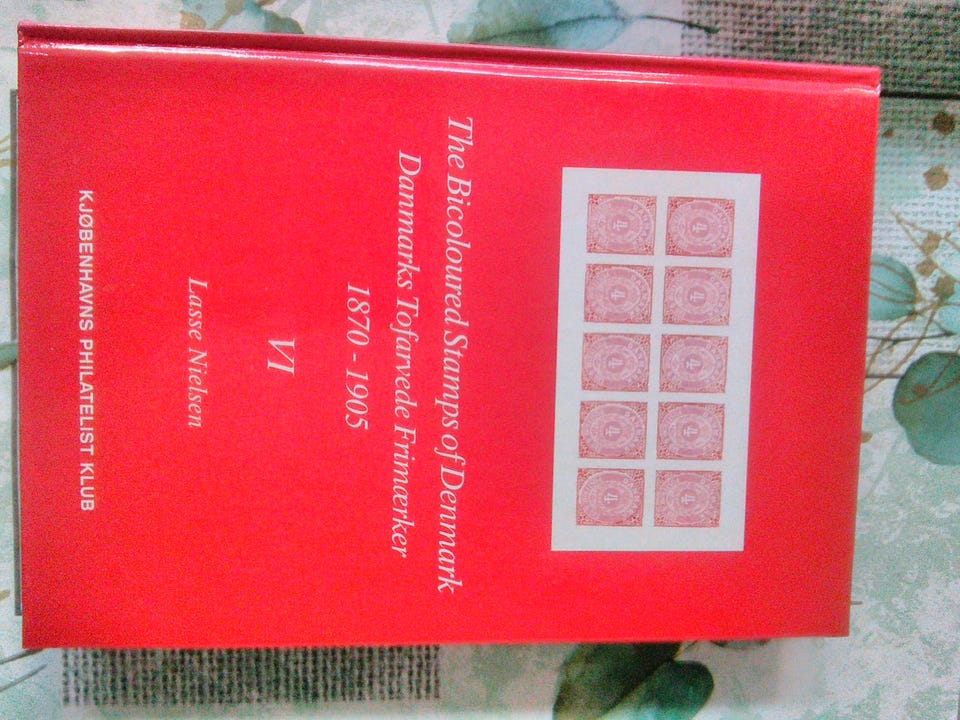 The Bicoloured Stamps of Denmark
Danmarks Tofarvede Frimærker
1870 - 1905
VI
Lasse Nielsen
KJØBENHAVNS PHILATELIST KLUB